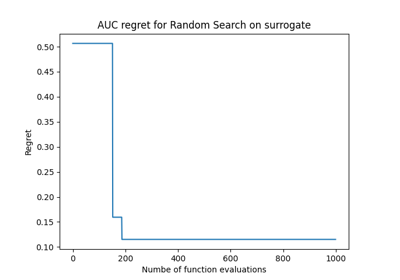 AUC regret for Random Search on surrogate
0.50
0.45
0.40
0.35
0.30
0.25
0.20
0.15
0.10
Regret
0 200 400 600 800 1000
Numbe of function evaluations